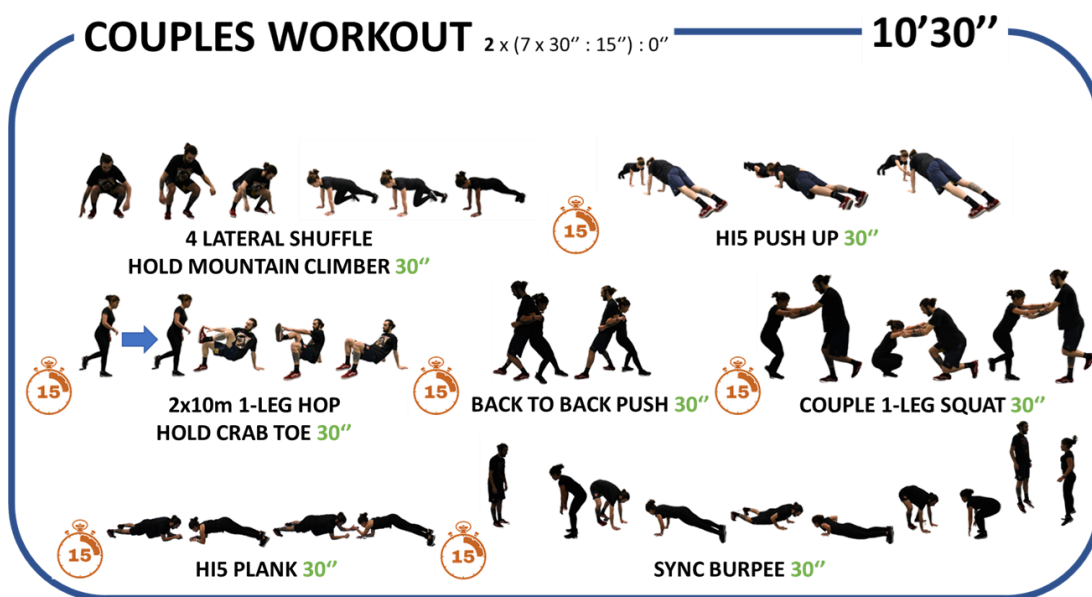 COUPLES WORKOUT 2 x (7 x 30” : 15”) : 0”
10’30’’
4 LATERAL SHUFFLE
HOLD MOUNTAIN CLIMBER 30”
15
HI5 PUSH UP 30”
15
2x10m 1-LEG HOP
HOLD CRAB TOE 30”
15
BACK TO BACK PUSH 30”
15
COUPLE 1-LEG SQUAT 30”
15
HI5 PLANK 30”
15
SYNC BURPEE 30”